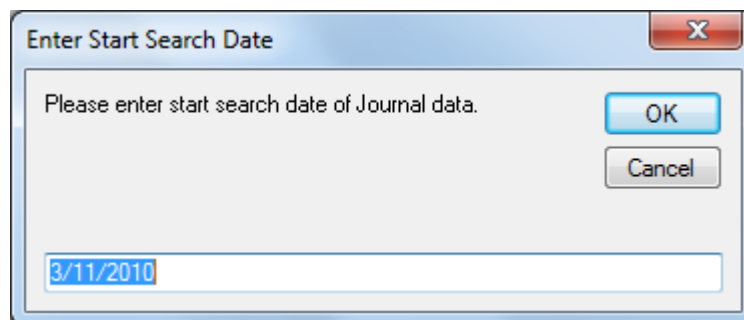 Enter Start Search Date
Please enter start search date of Journal data.
OK
Cancel
3/11/2010